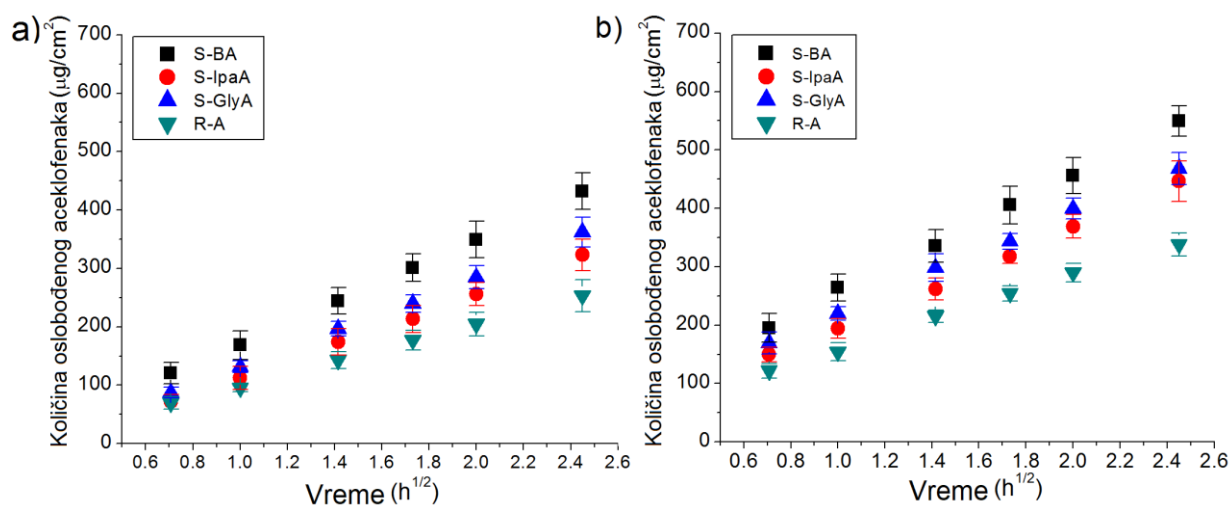 a)
Količina oslobođenog aceklofenaka (µg/cm²)
700
600
500
400
300
200
100
0
S-BA
S-IpaA
S-GlyA
R-A
0.6 0.8 1.0 1.2 1.4 1.6 1.8 2.0 2.2 2.4 2.6
Vreme (h^1/2)
b)
Količina oslobođenog aceklofenaka (µg/cm²)
700
600
500
400
300
200
100
0
S-BA
S-IpaA
S-GlyA
R-A
0.6 0.8 1.0 1.2 1.4 1.6 1.8 2.0 2.2 2.4 2.6
Vreme (h^1/2)